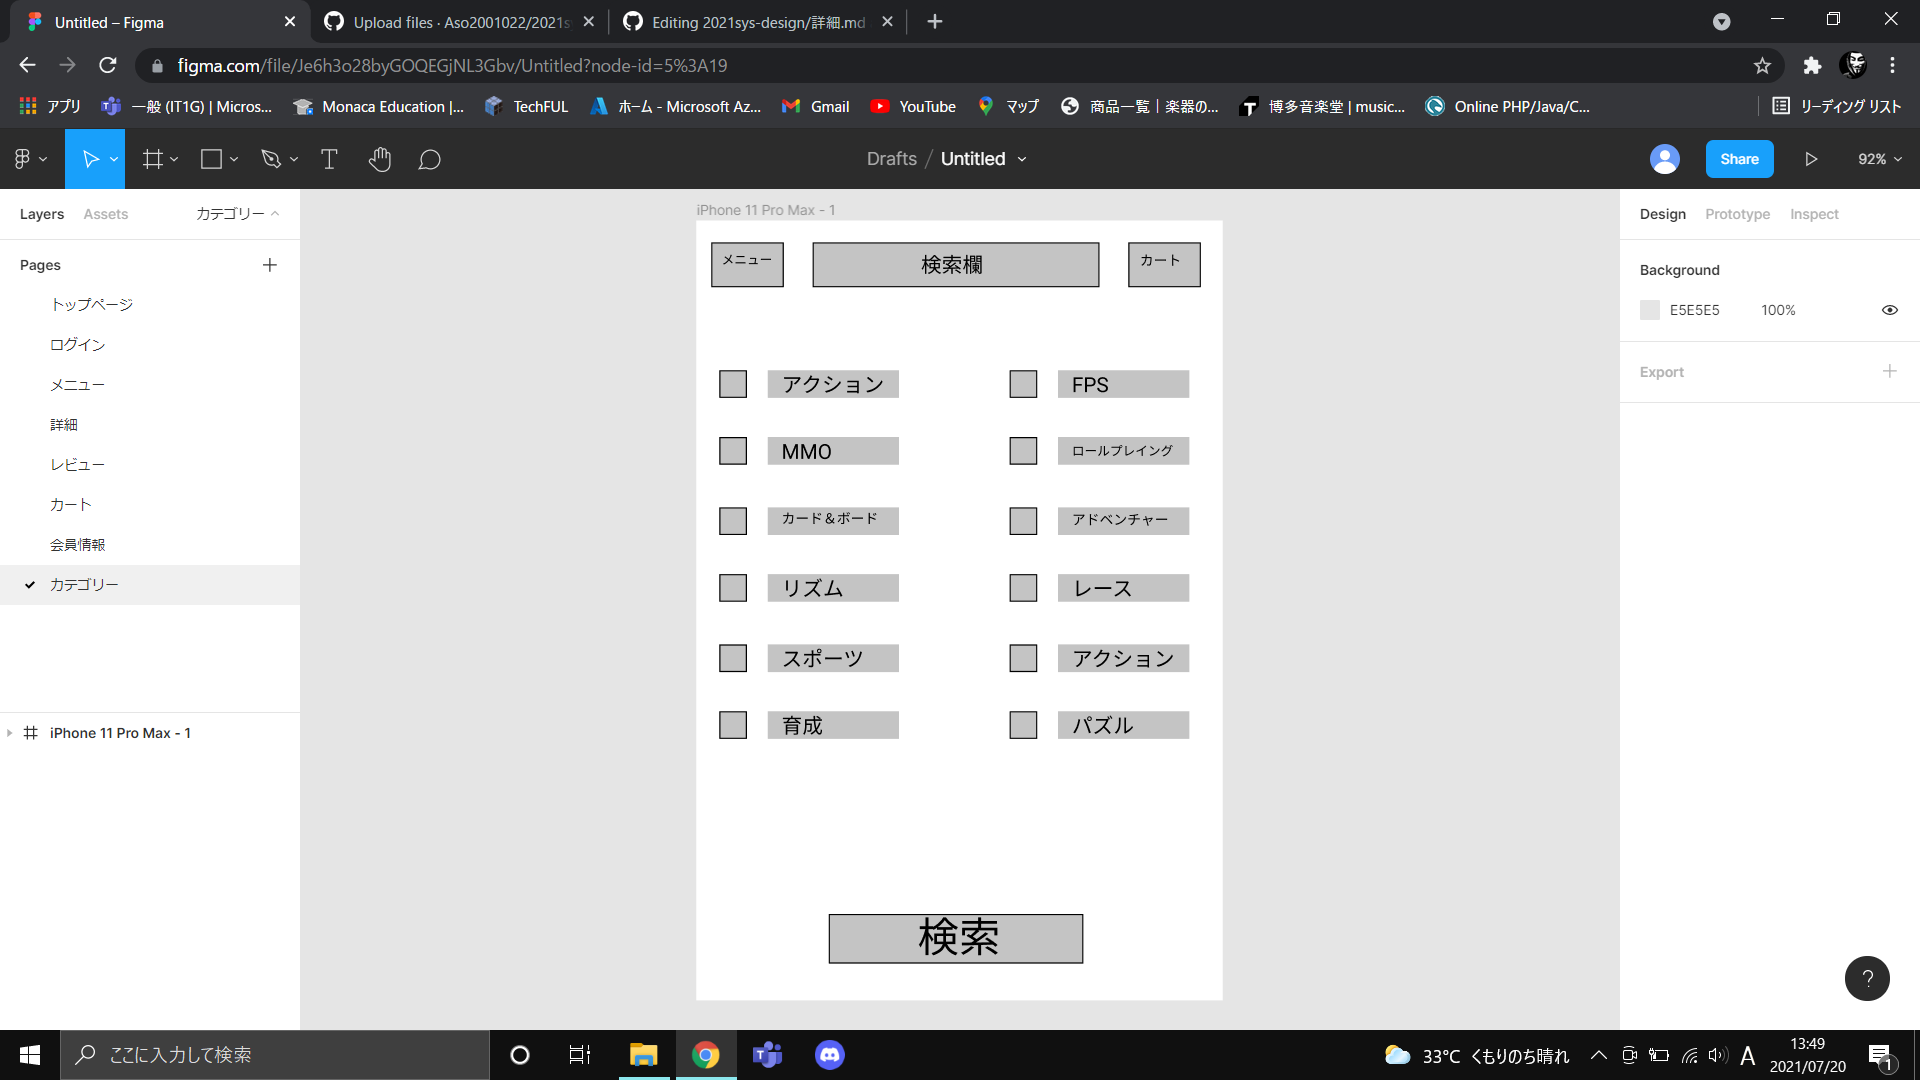 Untitled – Figma
Upload files · Aso2001022/2021s
Editing 2021sys-design/詳細.md
figma.com/file/Je6h3o28byGOQEGjNL3Gbv/Untitled?node-id=5%3A19
アプリ
一般 (IT1G) | Micros...
Monaca Education |...
TechFUL
ホーム - Microsoft Az...
Gmail
YouTube
マップ
商品一覧 | 楽器の...
博多音楽堂 | music...
Online PHP/Java/C...
リーディング リスト
Drafts / Untitled
Share
92%
Layers
Assets
カテゴリー
Pages
トップページ
ログイン
メニュー
詳細
レビュー
カート
会員情報
カテゴリー
iPhone 11 Pro Max - 1
iPhone 11 Pro Max - 1
メニュー
検索欄
カート
アクション
FPS
MMO
ロールプレイング
カード＆ボード
アドベンチャー
リズム
レース
スポーツ
アクション
育成
パズル
検索
Design
Prototype
Inspect
Background
E5E5E5
100%
Export
?
ここに入力して検索
33°C くもりのち晴れ
A
13:49
2021/07/20
1